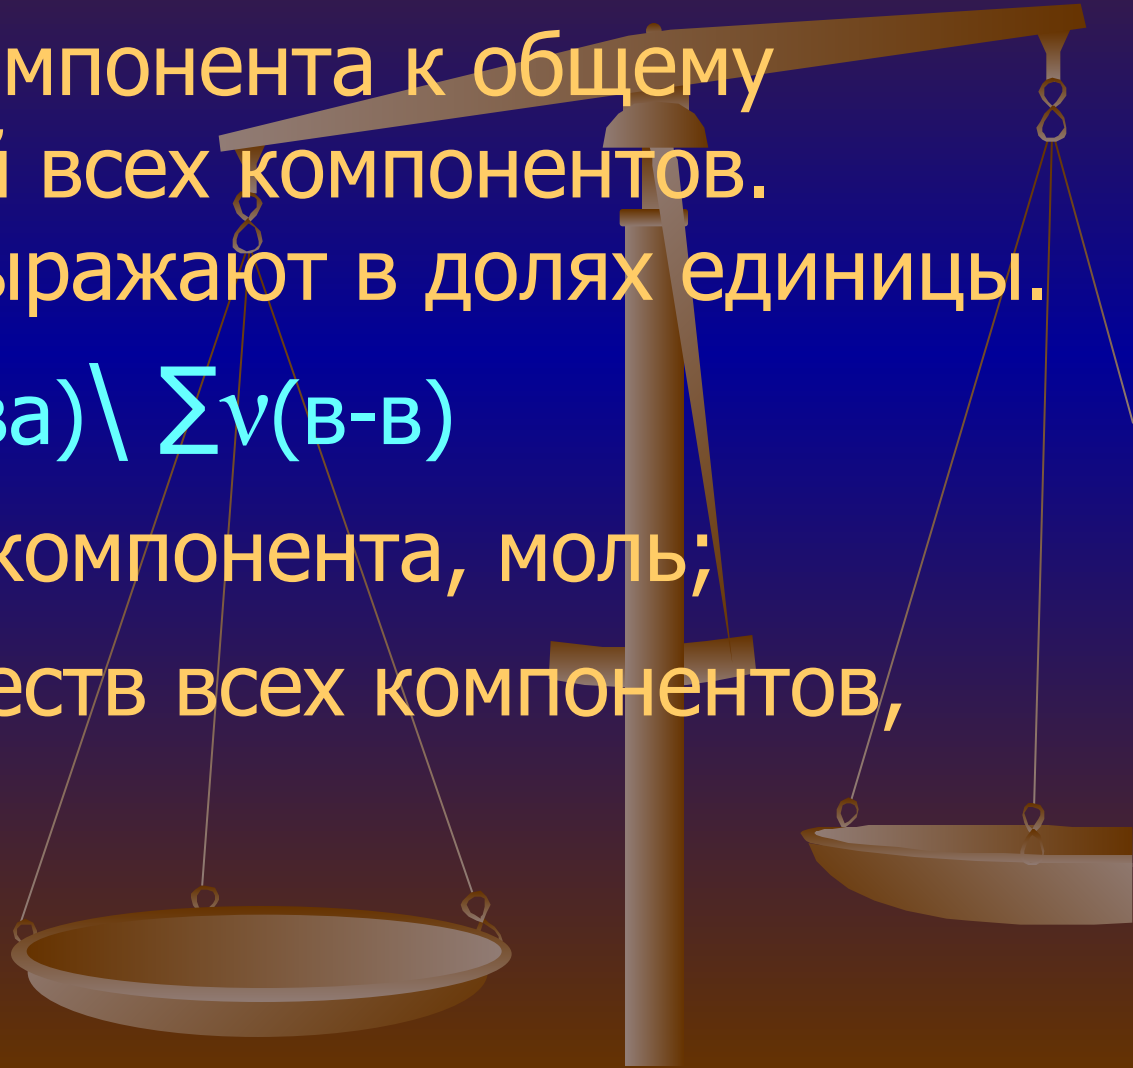 мпонента к общему
й всех компонентов.
ыражают в долях единицы.
ва)\ ∑ν(в-в)
компонента, моль;
еств всех компонентов,